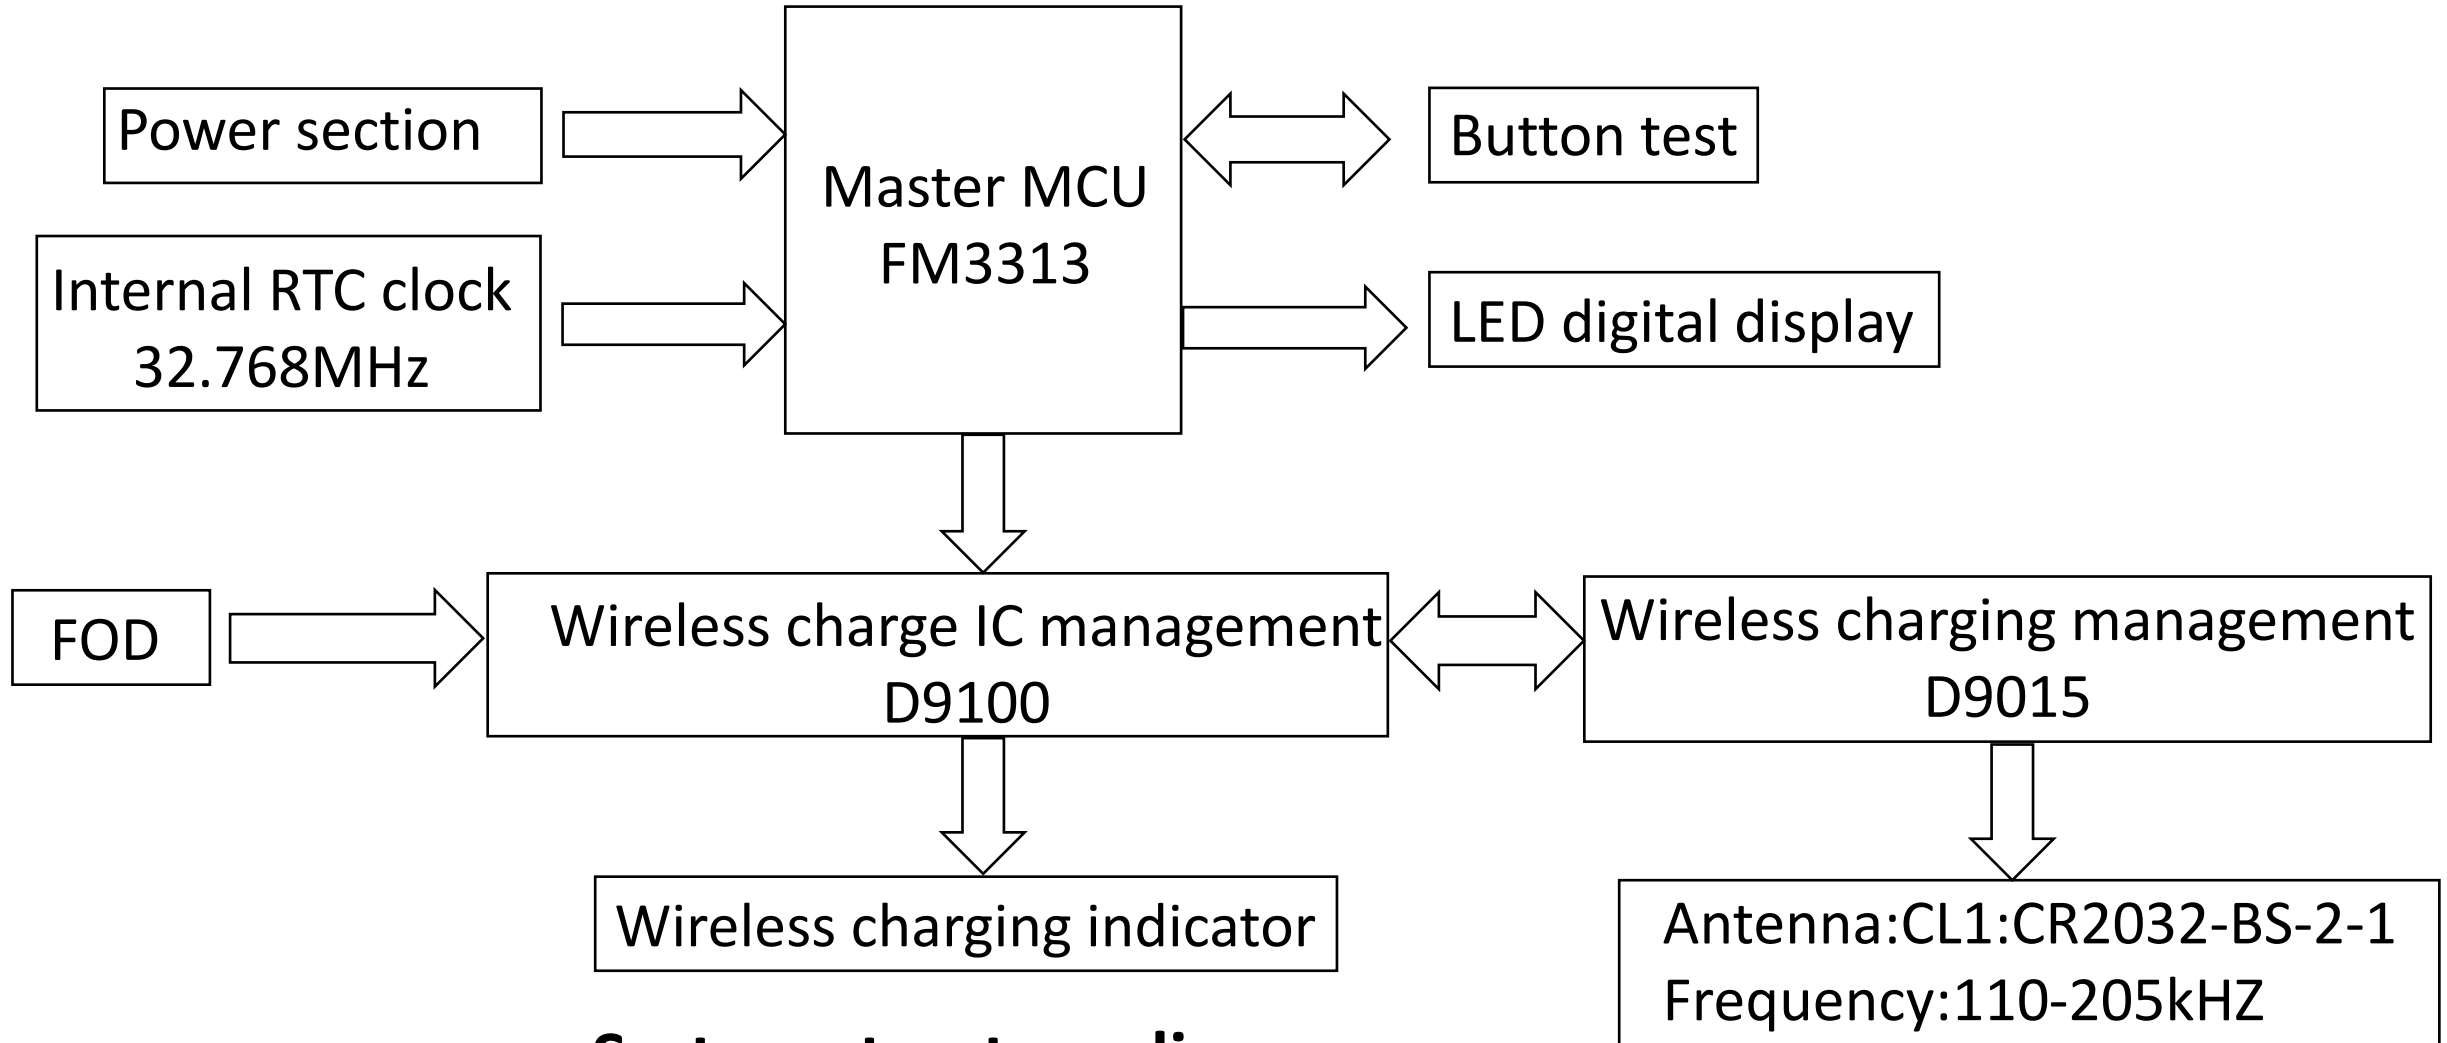 Power section
Master MCU
FM3313
Button test
Internal RTC clock
32.768MHz
LED digital display
FOD
Wireless charge IC management
D9100
Wireless charging management
D9015
Wireless charging indicator
Antenna:CL1:CR2032-BS-2-1
Frequency:110-205kHZ